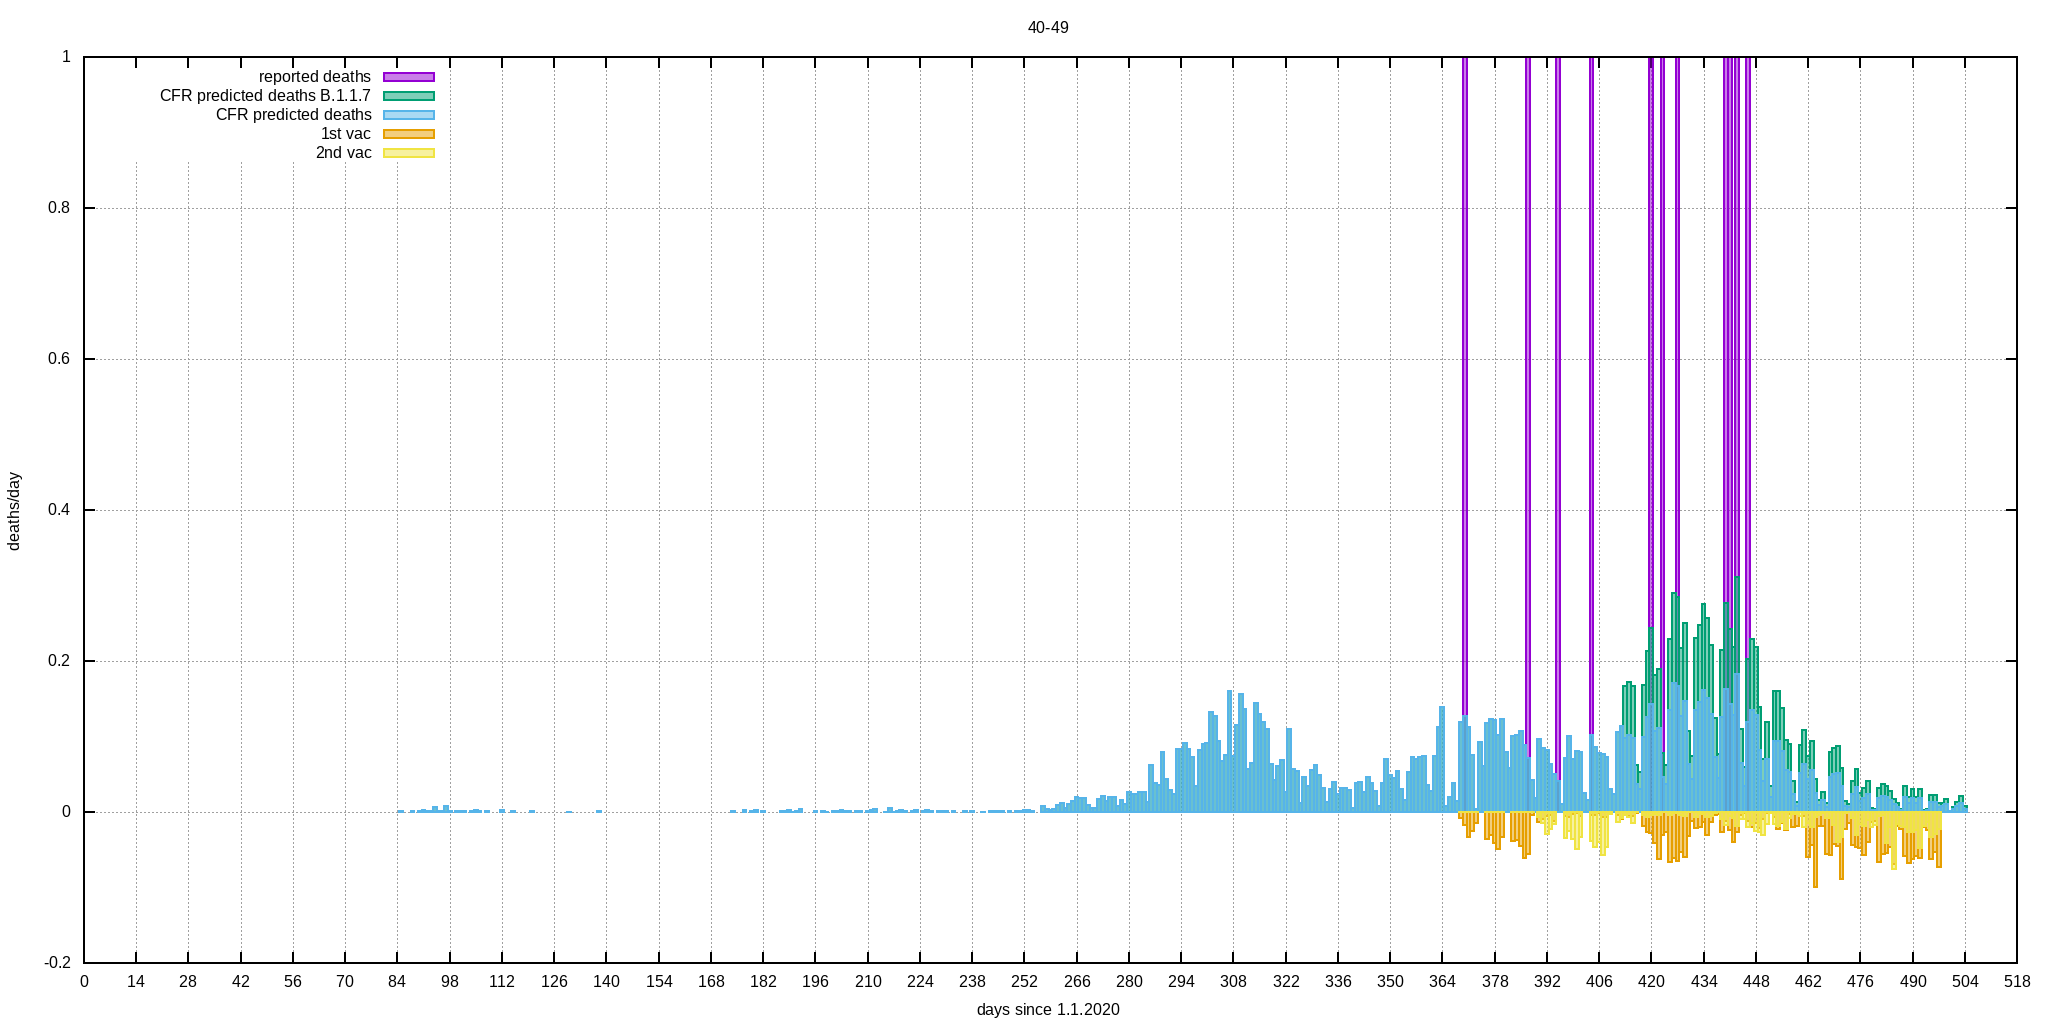 40-49
1
reported deaths
CFR predicted deaths B.1.1.7
CFR predicted deaths
1st vac
2nd vac
0.8
0.6
0.4
0.2
0
-0.2
deaths/day
0 14 28 42 56 70 84 98 112 126 140 154 168 182 196 210 224 238 252 266 280 294 308 322 336 350 364 378 392 406 420 434 448 462 476 490 504 518
days since 1.1.2020